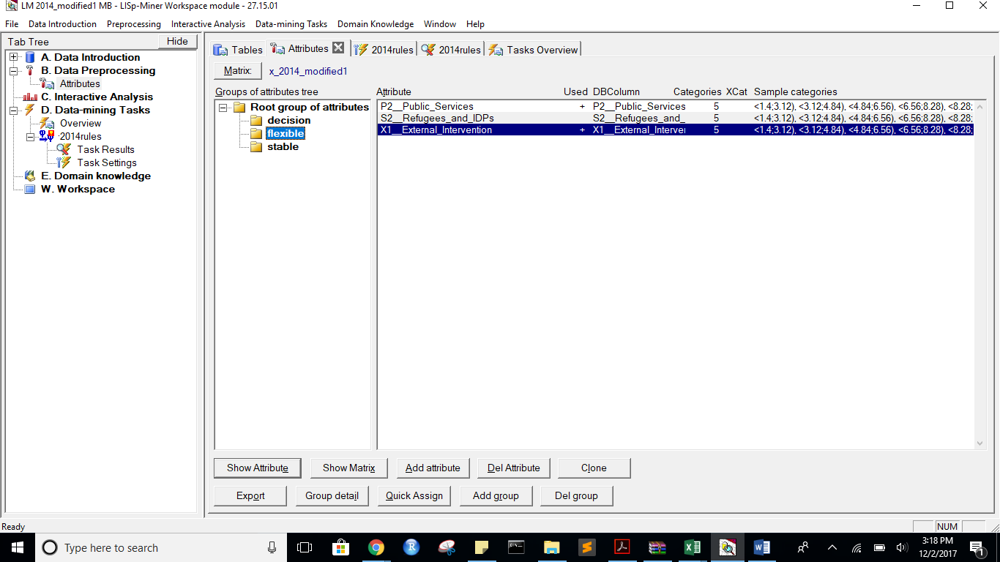 LM 2014_modified1 MB - LISp-Miner Workspace module - 27.15.01
File Data Introduction Preprocessing Interactive Analysis Data-mining Tasks Domain Knowledge Window Help
Tab Tree Hide
A. Data Introduction
B. Data Preprocessing
Attributes
C. Interactive Analysis
D. Data-mining Tasks
Overview
2014rules
Task Results
Task Settings
E. Domain knowledge
W. Workspace
Tables Attributes 2014rules 2014rules Tasks Overview
Matrix: x_2014_modified1
Groups of attributes tree
Root group of attributes
decision
flexible
stable
Attribute Used DBColumn Categories XCat Sample categories
P2__Public_Services + P2__Public_Services 5 <1.4;3.12), <3.12;4.84), <4.84;6.56), <6.56;8.28), <8.28;
S2__Refugees_and_IDPs S2__Refugees_and_ 5 <1.4;3.12), <3.12;4.84), <4.84;6.56), <6.56;8.28), <8.28;
X1__External_Intervention + X1__External_Interver 5 <1.4;3.12), <3.12;4.84), <4.84;6.56), <6.56;8.28), <8.28;
Show Attribute Show Matrix Add attribute Del Attribute Clone
Export Group detail Quick Assign Add group Del group
Ready NUM
Type here to search
3:18 PM
12/2/2017
1